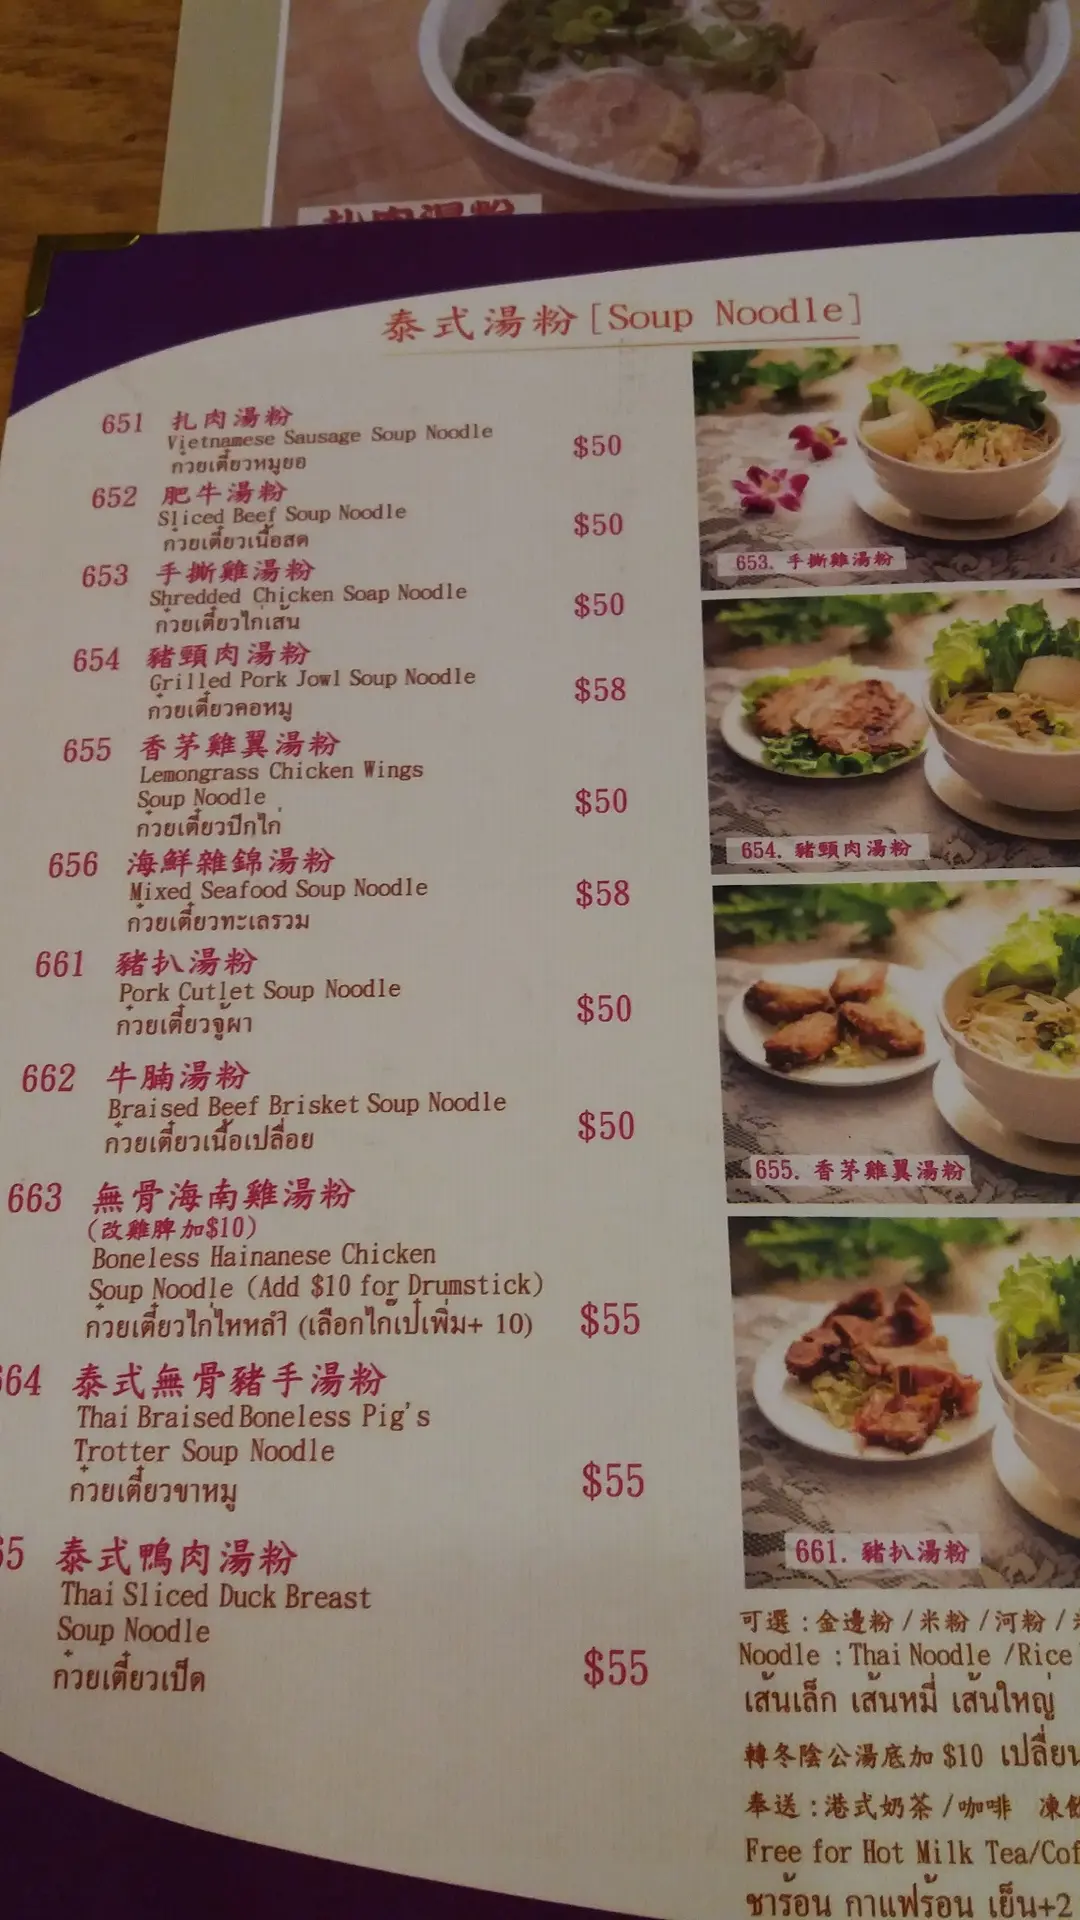 泰式湯粉[Soup Noodle]
651 扎肉湯粉
Vietnamese Sausage Soup Noodle
ก๋วยเตี๋ยวหมูยอ
$50
652 肥牛湯粉
Sliced Beef Soup Noodle
ก๋วยเตี๋ยวเนื้อสด
$50
653 手撕雞湯粉
Shredded Chicken Soap Noodle
ก๋วยเตี๋ยวไก่เส้น
$50
654 豬頸肉湯粉
Grilled Pork Jowl Soup Noodle
ก๋วยเตี๋ยวคอหมู
$58
655 香茅雞翼湯粉
Lemongrass Chicken Wings
Soup Noodle
ก๋วยเตี๋ยวปีกไก่
$50
656 海鮮雜錦湯粉
Mixed Seafood Soup Noodle
ก๋วยเตี๋ยวทะเลรวม
$58
661 豬扒湯粉
Pork Cutlet Soup Noodle
ก๋วยเตี๋ยวจู้ผา
$50
662 牛腩湯粉
Braised Beef Brisket Soup Noodle
ก๋วยเตี๋ยวเนื้อเปลื่อย
$50
663 無骨海南雞湯粉
(改雞脾加$10)
Boneless Hainanese Chicken
Soup Noodle (Add $10 for Drumstick)
ก๋วยเตี๋ยวไก่ไหหลำ (เลือกไก๊เป๋เพิ่ม+ 10)
$55
64 泰式無骨豬手湯粉
Thai Braised Boneless Pig's
Trotter Soup Noodle
ก๋วยเตี๋ยวขาหมู
$55
5 泰式鴨肉湯粉
Thai Sliced Duck Breast
Soup Noodle
ก๋วยเตี๋ยวเป็ด
$55
653. 手撕雞湯粉
654. 豬頸肉湯粉
655. 香茅雞翼湯粉
661. 豬扒湯粉
可選:金邊粉/米粉/河粉/
Noodle :Thai Noodle /Rice
เส้นเล็ก เส้นหมี่ เส้นใหญ่
轉冬陰公湯底加 $10 เปลี่ยน
奉送:港式奶茶/咖啡 凍飲
Free for Hot Milk Tea/Cof
ชาร้อน กาแฟร้อน เย็น+2